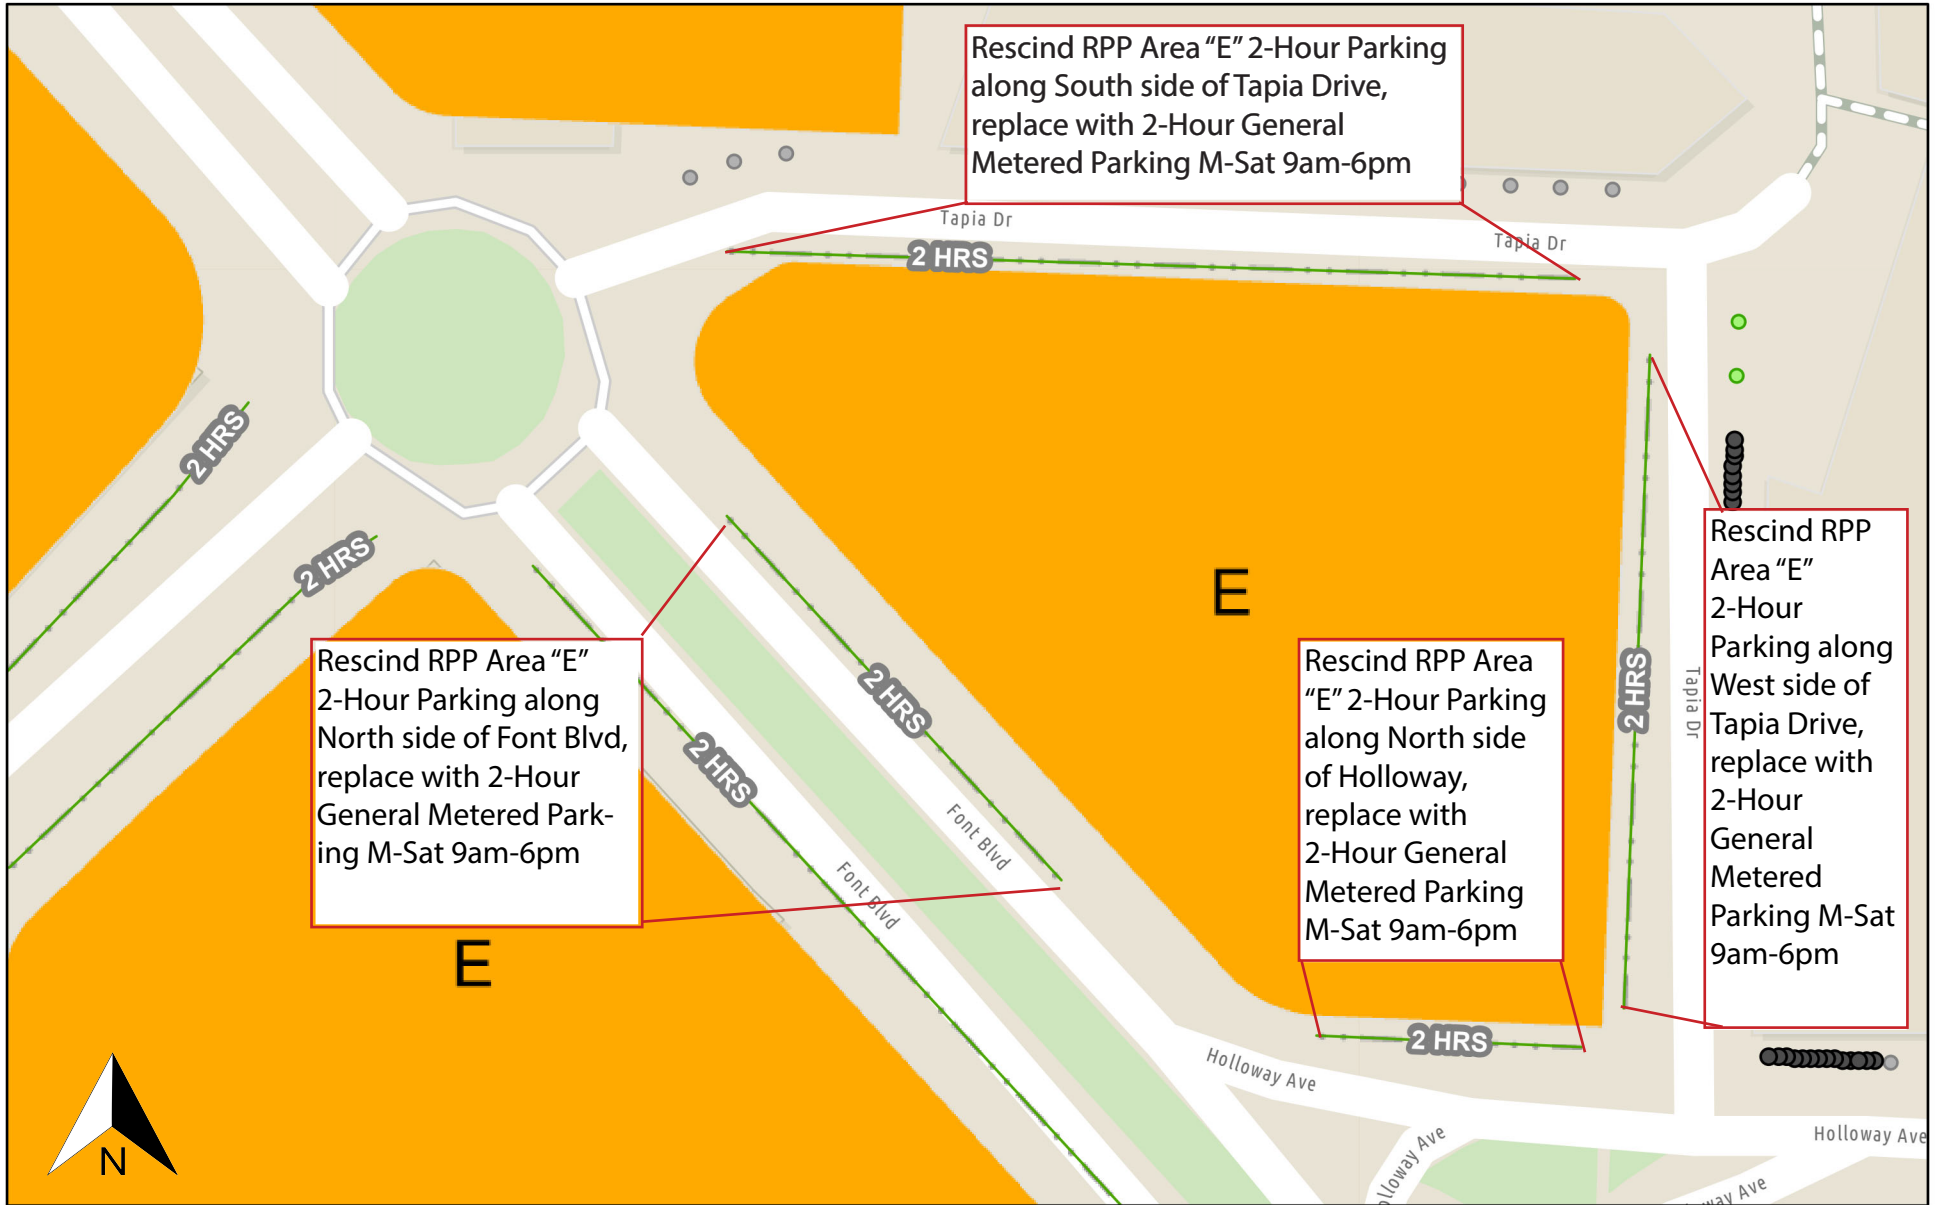 Rescind RPP Area “E” 2-Hour Parking
along South side of Tapia Drive,
replace with 2-Hour General
Metered Parking M-Sat 9am-6pm
Tapia Dr
Tapia Dr
2 HRS
2 HRS
2 HRS
Rescind RPP
Area “E”
2-Hour
Parking along
West side of
Tapia Drive,
replace with
2-Hour
General
Metered
Parking M-Sat
9am-6pm
E
Rescind RPP Area “E”
2-Hour Parking along
North side of Font Blvd,
replace with 2-Hour
General Metered Park-
ing M-Sat 9am-6pm
2 HRS
2 HRS
Rescind RPP Area
“E” 2-Hour Parking
along North side
of Holloway,
replace with
2-Hour General
Metered Parking
M-Sat 9am-6pm
2 HRS
Tapia Dr
Font Blvd
Font Blvd
E
2 HRS
Holloway Ave
Holloway Ave
lloway Ave
way Ave
N